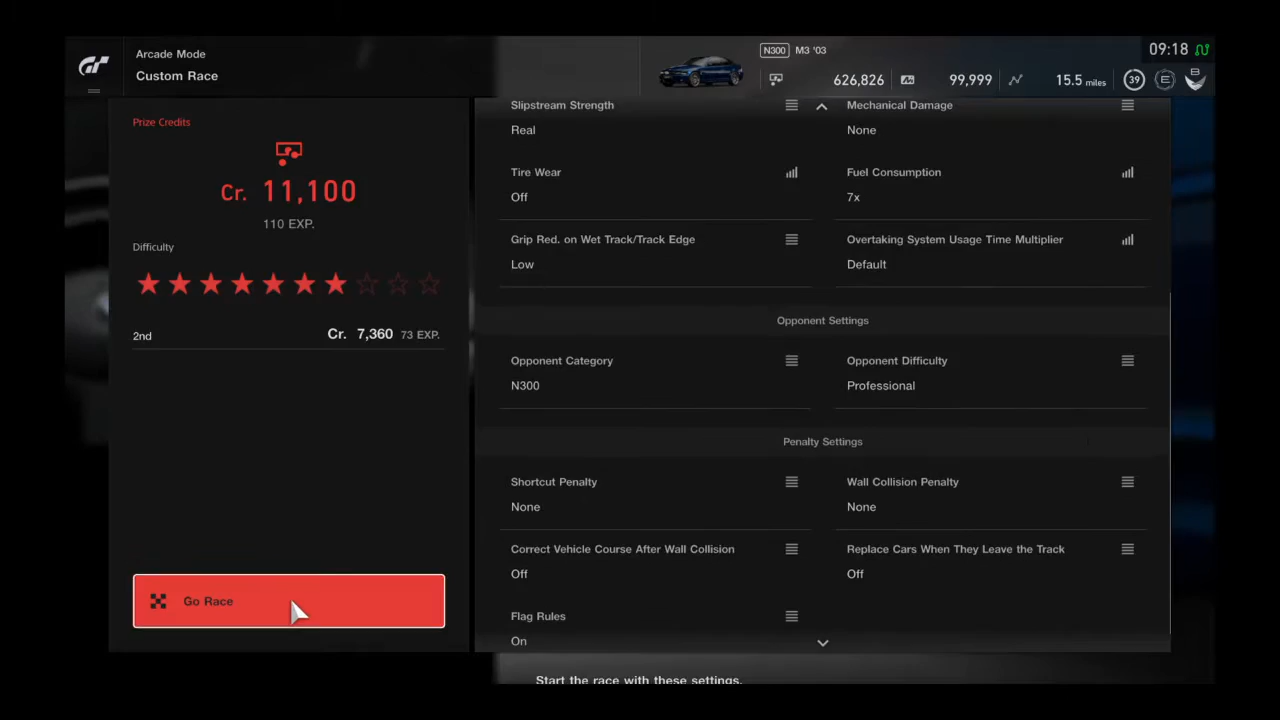 Arcade Mode
Custom Race
N300 M3 '03
626,826 99,999 15.5 miles 39 E B
09:18
Prize Credits
Cr. 11,100
110 EXP.
Difficulty
2nd Cr. 7,360 73 EXP.
Go Race
Slipstream Strength
Real
Mechanical Damage
None
Tire Wear
Off
Fuel Consumption
7x
Grip Red. on Wet Track/Track Edge
Low
Overtaking System Usage Time Multiplier
Default
Opponent Settings
Opponent Category
N300
Opponent Difficulty
Professional
Penalty Settings
Shortcut Penalty
None
Wall Collision Penalty
None
Correct Vehicle Course After Wall Collision
Off
Replace Cars When They Leave the Track
Off
Flag Rules
On
Start the race with these settings.